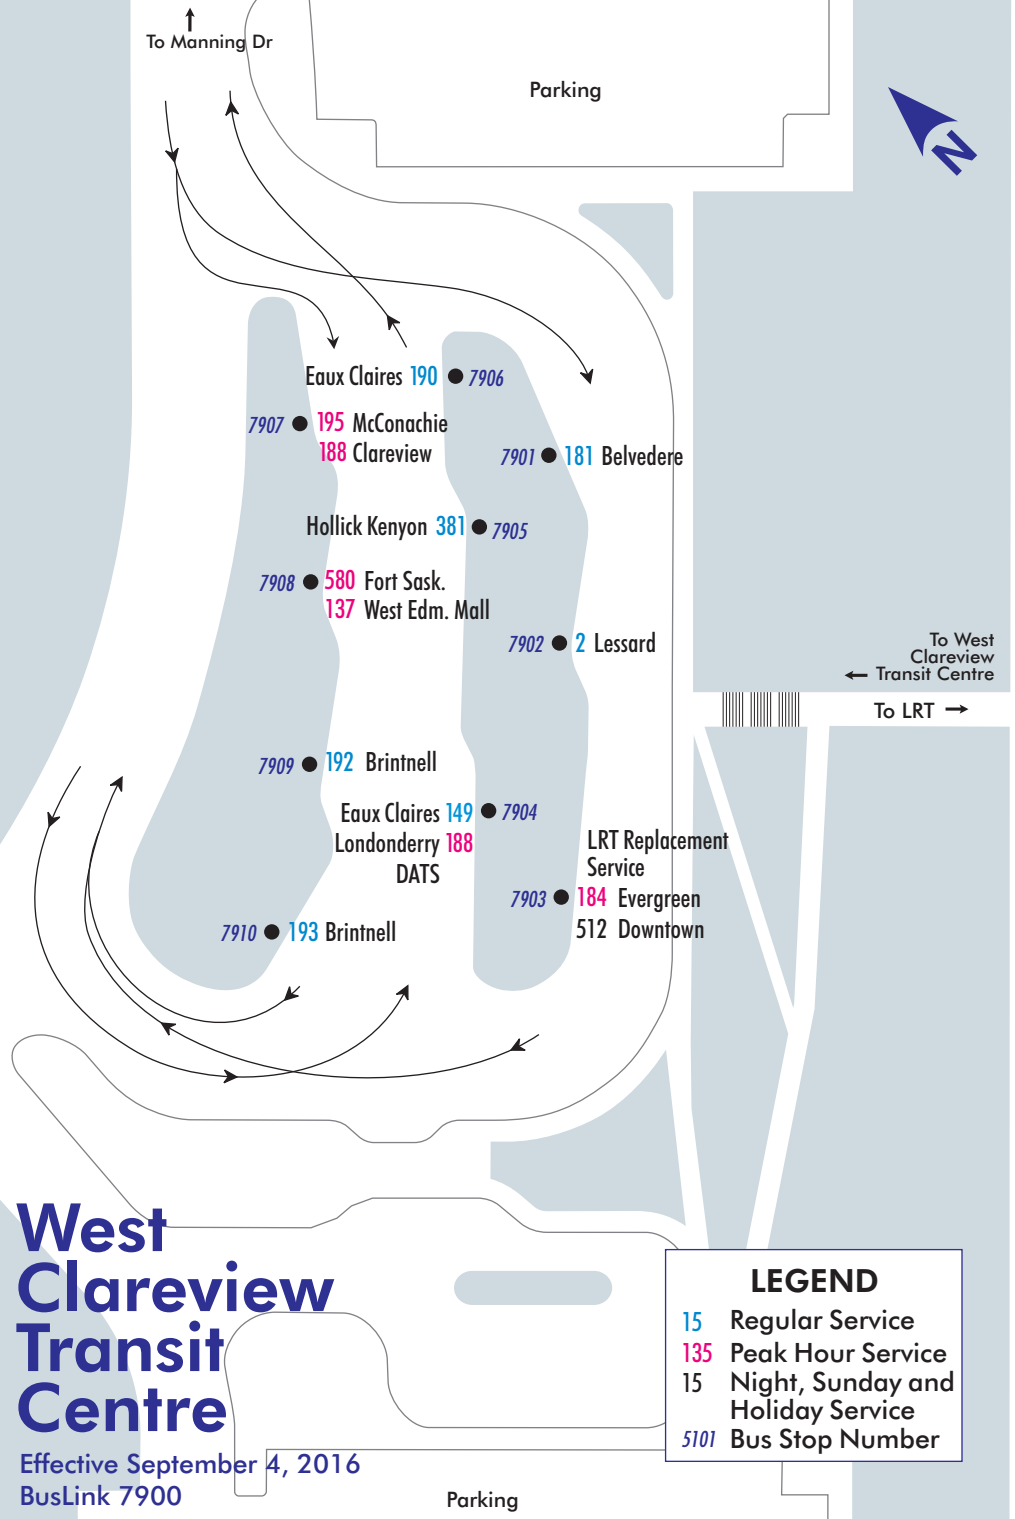 To Manning Dr
Parking
N
Eaux Claires 190 7906
7907 195 McConachie
188 Clareview
7901 181 Belvedere
Hollick Kenyon 381 7905
7908 580 Fort Sask.
137 West Edm. Mall
7902 2 Lessard
To West
Clareview
Transit Centre
To LRT
7909 192 Brintnell
Eaux Claires 149 7904
Londonderry 188
DATS
LRT Replacement
Service
7903 184 Evergreen
512 Downtown
7910 193 Brintnell
West
Clareview
Transit
Centre
Effective September 4, 2016
BusLink 7900
LEGEND
15 Regular Service
135 Peak Hour Service
15 Night, Sunday and
Holiday Service
5101 Bus Stop Number
Parking